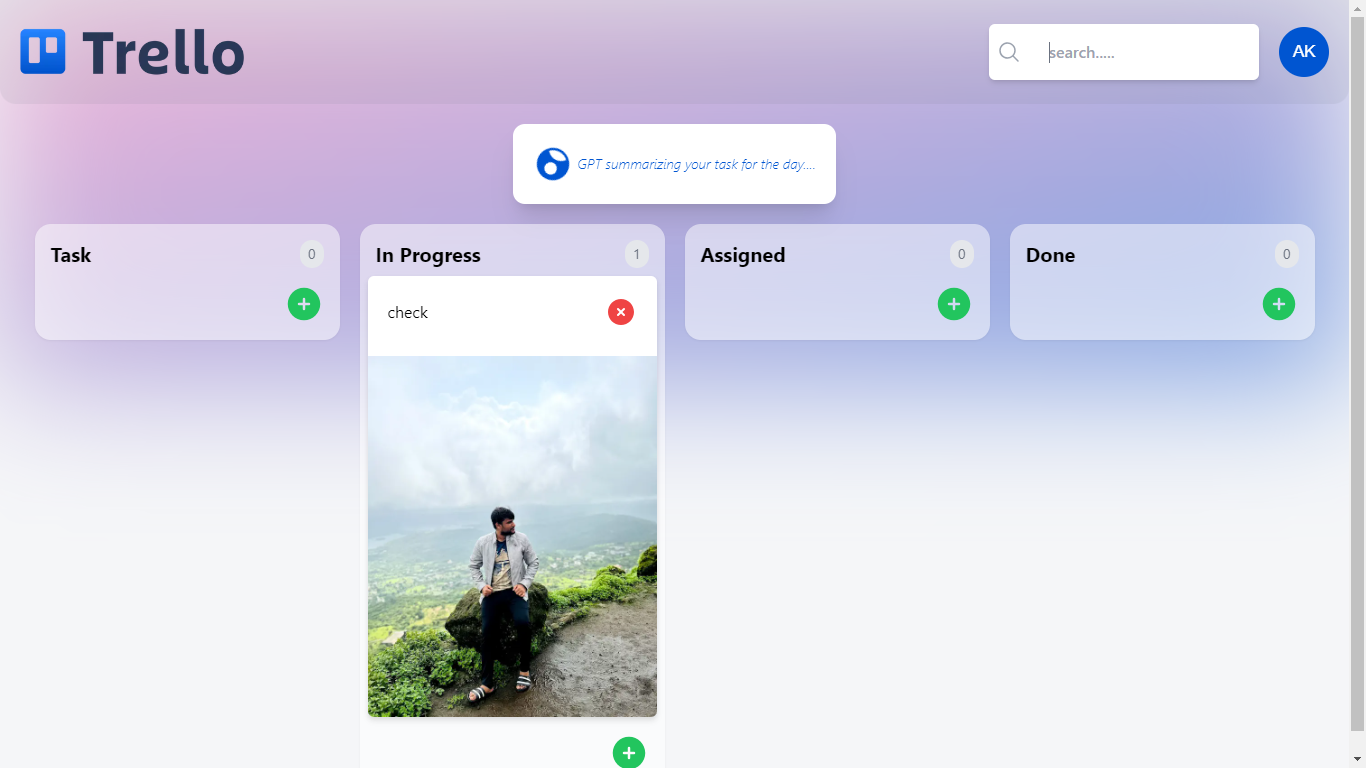 Trello
search.....
AK
GPT summarizing your task for the day....
Task
0
In Progress
1
check
Assigned
0
Done
0